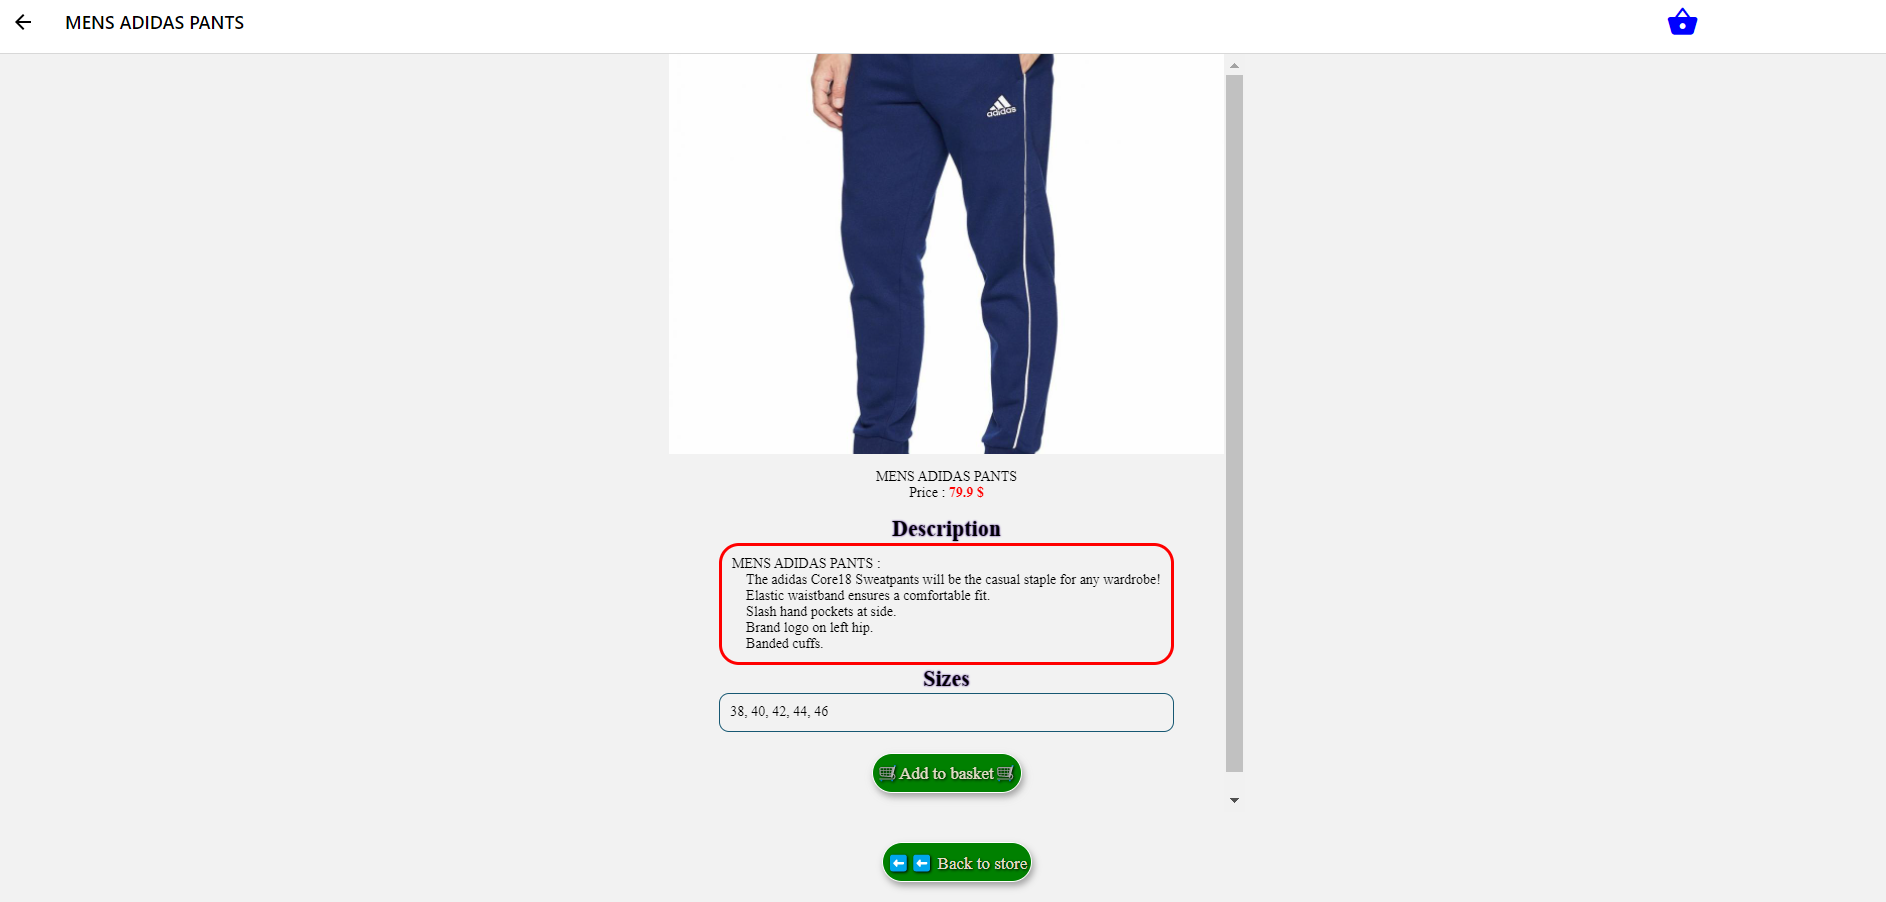 MENS ADIDAS PANTS
adidas
MENS ADIDAS PANTS
Price : 79.9 $
Description
MENS ADIDAS PANTS :
The adidas Core18 Sweatpants will be the casual staple for any wardrobe!
Elastic waistband ensures a comfortable fit.
Slash hand pockets at side.
Brand logo on left hip.
Banded cuffs.
Sizes
38, 40, 42, 44, 46
🛒 Add to basket 🛒
⬅️ ⬅️ Back to store